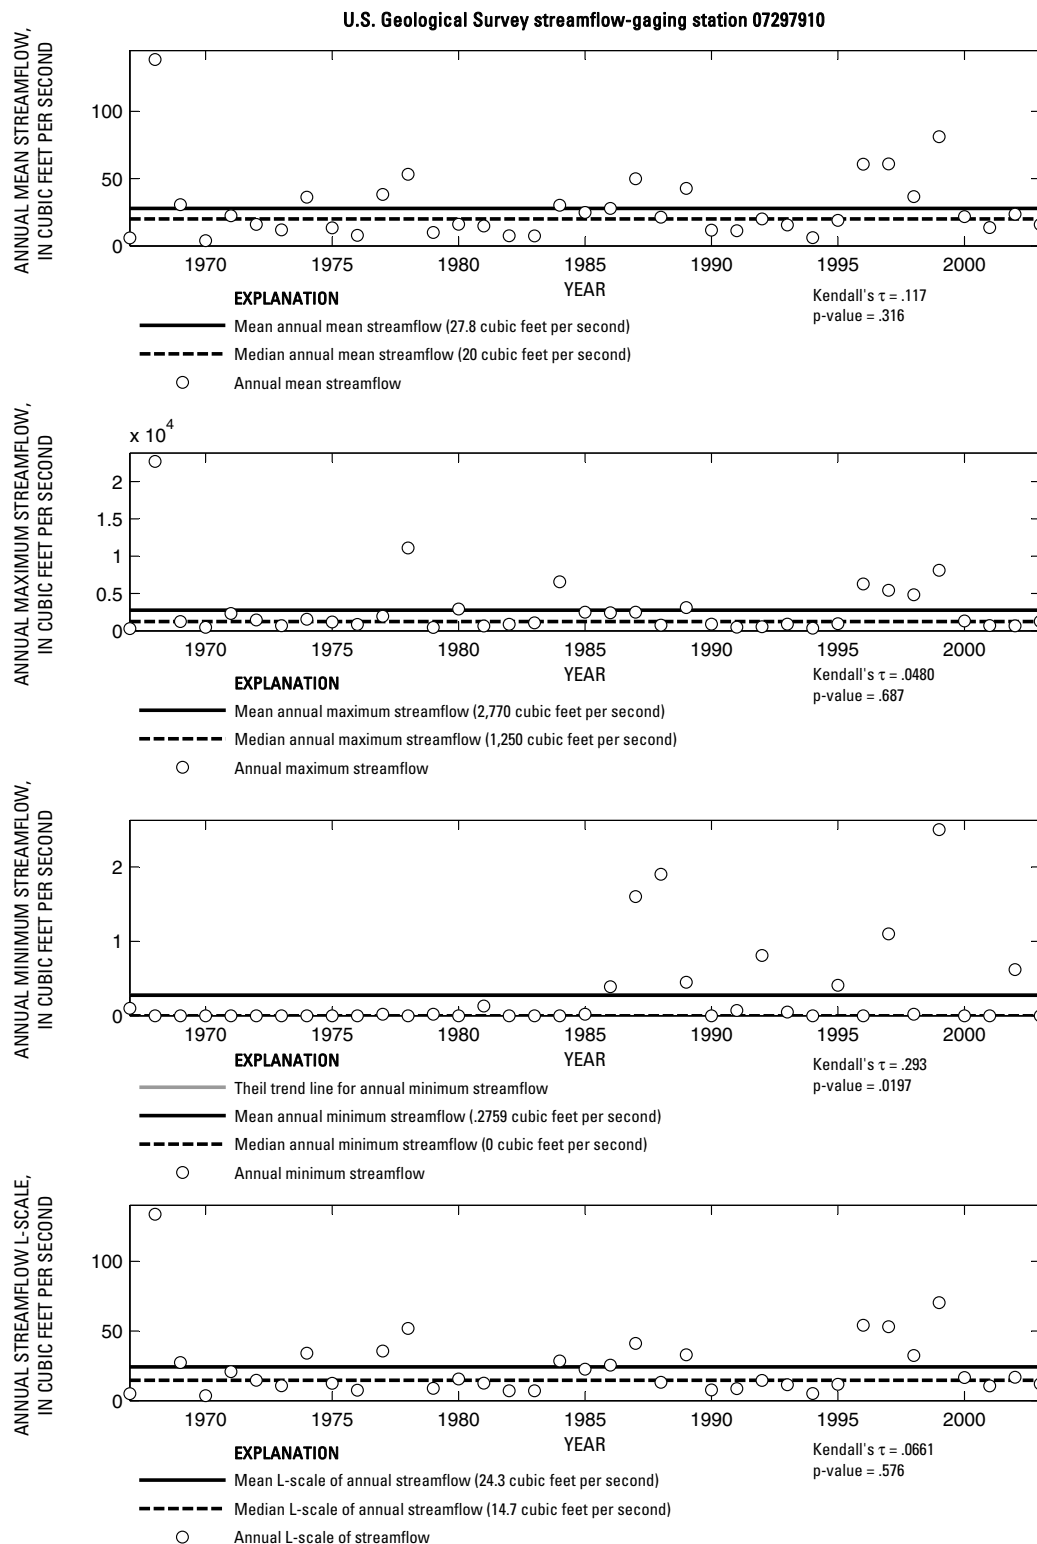 U.S. Geological Survey streamflow-gaging station 07297910
ANNUAL MEAN STREAMFLOW,
IN CUBIC FEET PER SECOND
100
50
0
1970 1975 1980 1985 1990 1995 2000
YEAR
EXPLANATION
Mean annual mean streamflow (27.8 cubic feet per second)
Median annual mean streamflow (20 cubic feet per second)
Annual mean streamflow
Kendall's τ = .117
p-value = .316
ANNUAL MAXIMUM STREAMFLOW,
IN CUBIC FEET PER SECOND
x 10^4
2
1.5
1
0.5
0
1970 1975 1980 1985 1990 1995 2000
YEAR
EXPLANATION
Mean annual maximum streamflow (2,770 cubic feet per second)
Median annual maximum streamflow (1,250 cubic feet per second)
Annual maximum streamflow
Kendall's τ = .0480
p-value = .687
ANNUAL MINIMUM STREAMFLOW,
IN CUBIC FEET PER SECOND
2
1
0
1970 1975 1980 1985 1990 1995 2000
YEAR
EXPLANATION
Theil trend line for annual minimum streamflow
Mean annual minimum streamflow (.2759 cubic feet per second)
Median annual minimum streamflow (0 cubic feet per second)
Annual minimum streamflow
Kendall's τ = .293
p-value = .0197
ANNUAL STREAMFLOW L-SCALE,
IN CUBIC FEET PER SECOND
100
50
0
1970 1975 1980 1985 1990 1995 2000
YEAR
EXPLANATION
Mean L-scale of annual streamflow (24.3 cubic feet per second)
Median L-scale of annual streamflow (14.7 cubic feet per second)
Annual L-scale of streamflow
Kendall's τ = .0661
p-value = .576